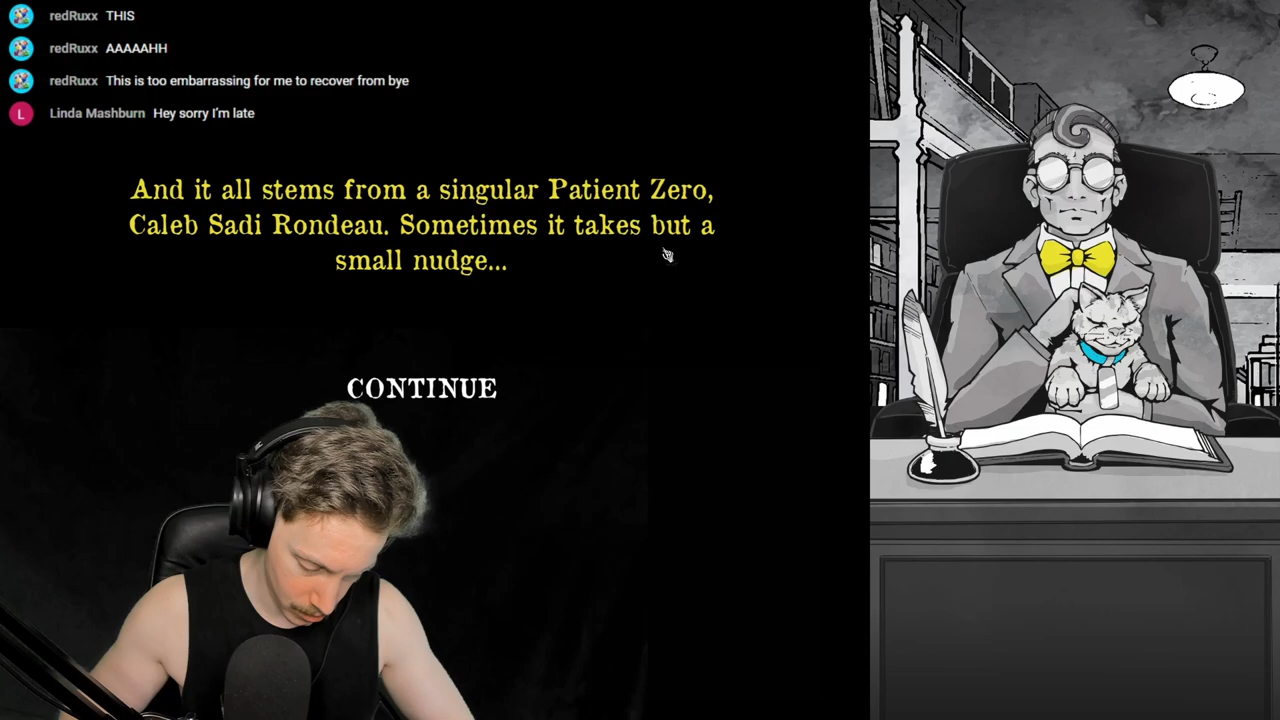 redRuxx THIS
redRuxx AAAAAHH
redRuxx This is too embarrassing for me to recover from bye
L Linda Mashburn Hey sorry I'm late
And it all stems from a singular Patient Zero,
Caleb Sadi Rondeau. Sometimes it takes but a
small nudge...
CONTINUE